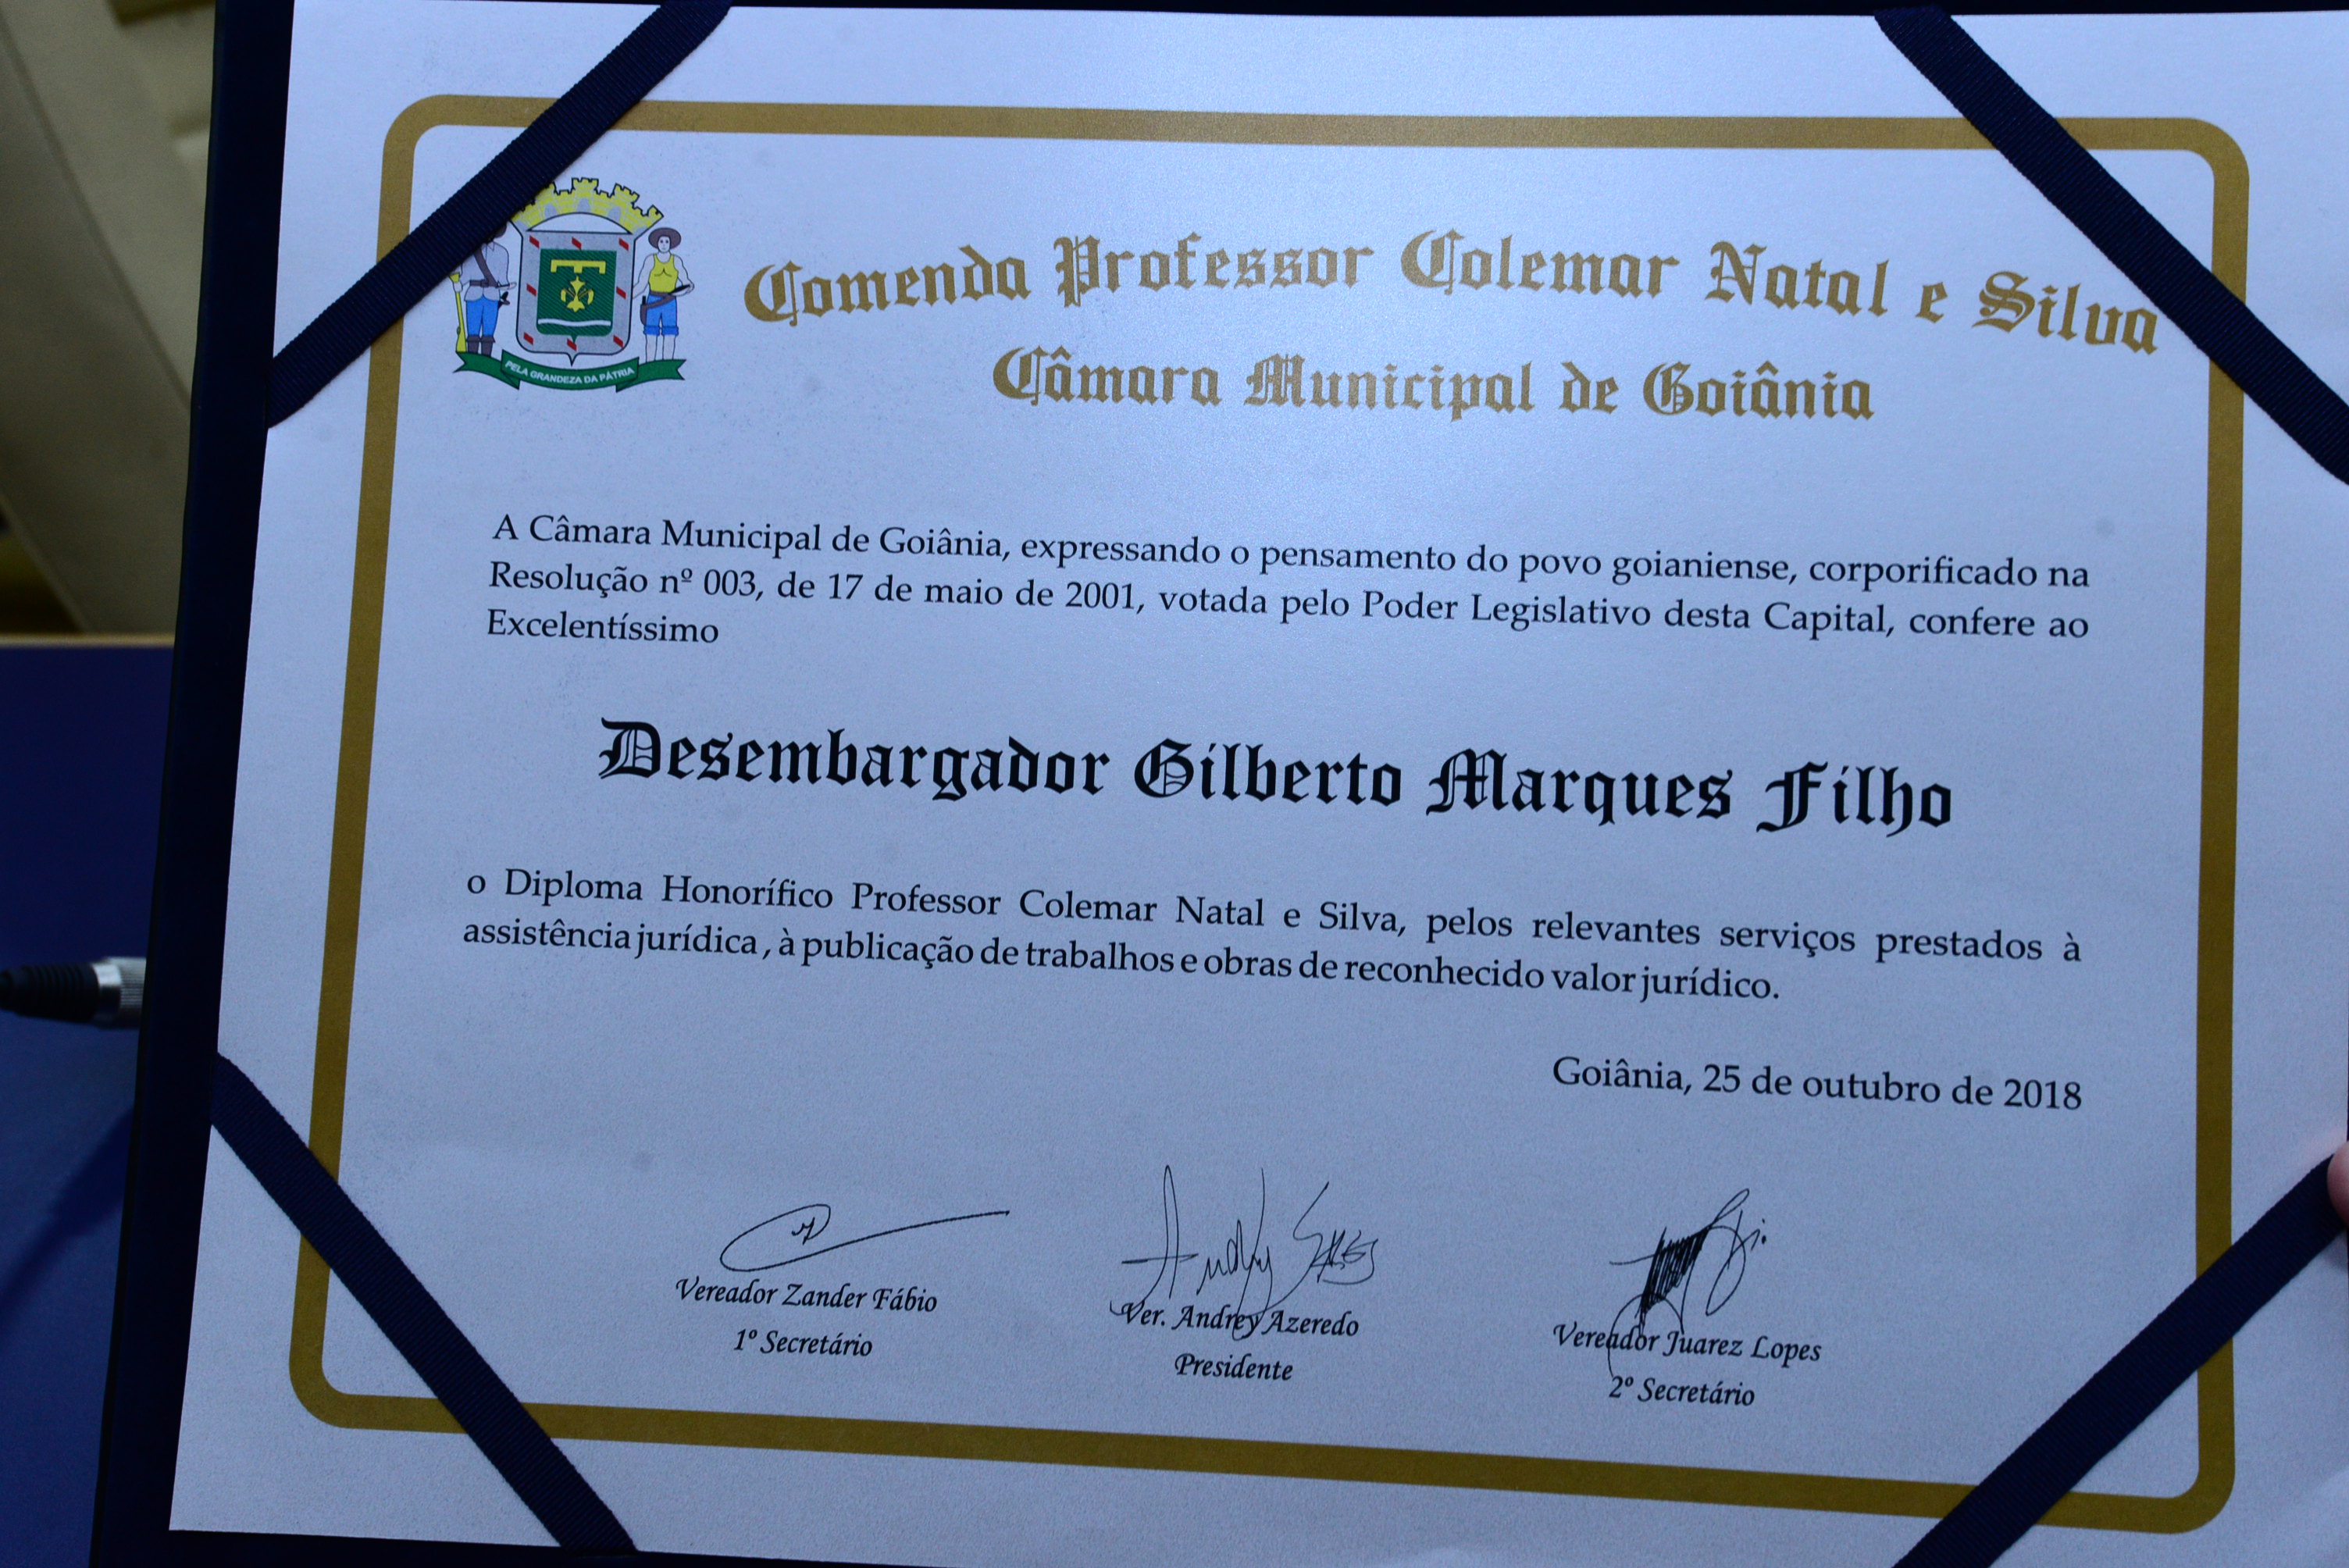 PELA GRANDEZA DA PÁTRIA
Comenda Professor Colemar Natal e Silva
Câmara Municipal de Goiânia
A Câmara Municipal de Goiânia, expressando o pensamento do povo goianiense, corporificado na
Resolução nº 003, de 17 de maio de 2001, votada pelo Poder Legislativo desta Capital, confere ao
Excelentíssimo
Desembargador Gilberto Marques Filho
o Diploma Honorífico Professor Colemar Natal e Silva, pelos relevantes serviços prestados à
assistência jurídica , à publicação de trabalhos e obras de reconhecido valor jurídico.
Goiânia, 25 de outubro de 2018
Vereador Zander Fábio
1º Secretário
Ver. Andrey Azeredo
Presidente
Vereador Juarez Lopes
2º Secretário